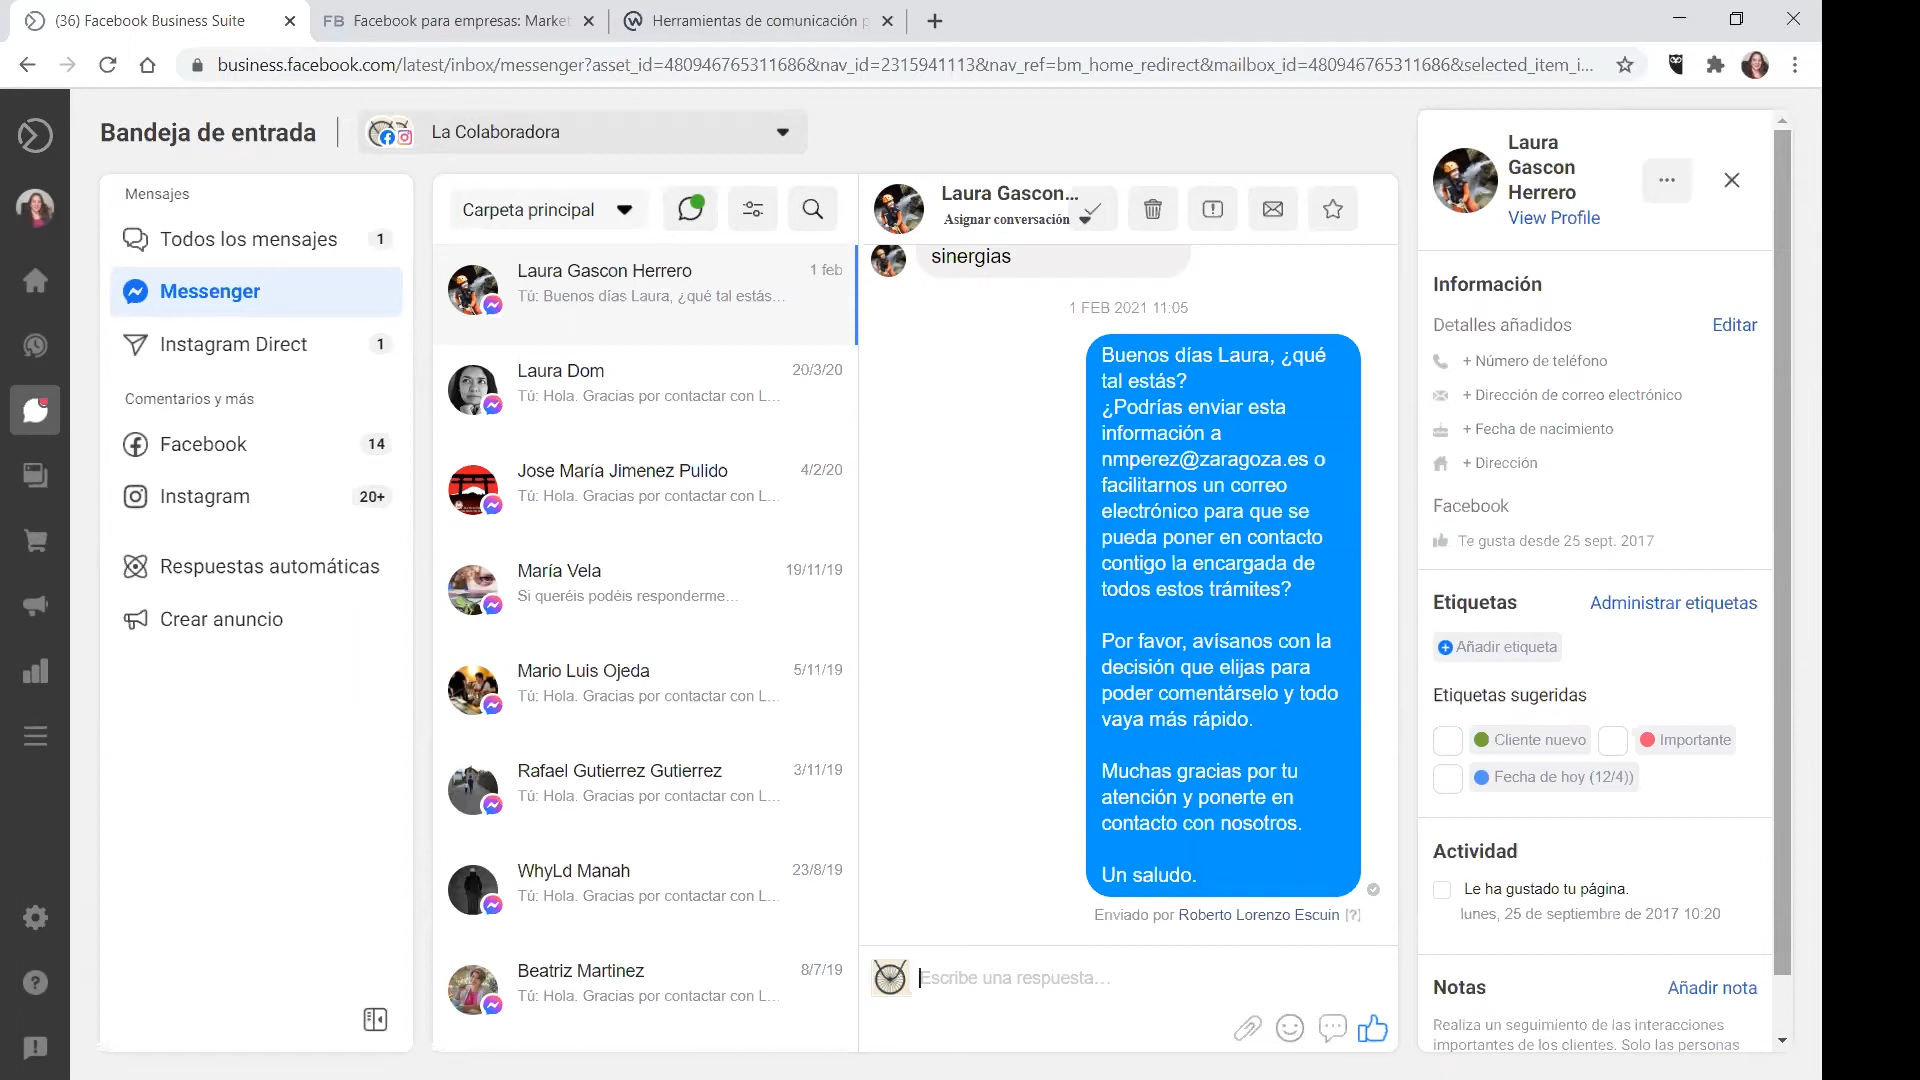 (36) Facebook Business Suite
FB Facebook para empresas: Market
Herramientas de comunicación p
business.facebook.com/latest/inbox/messenger?asset_id=480946765311686&nav_id=2315941113&nav_ref=bm_home_redirect&mailbox_id=480946765311686&selected_item_i...
Bandeja de entrada
La Colaboradora
Mensajes
Todos los mensajes 1
Messenger
Instagram Direct 1
Comentarios y más
Facebook 14
Instagram 20+
Respuestas automáticas
Crear anuncio
Carpeta principal
Laura Gascon Herrero 1 feb
Tú: Buenos días Laura, ¿qué tal estás...
Laura Dom 20/3/20
Tú: Hola. Gracias por contactar con L...
Jose María Jimenez Pulido 4/2/20
Tú: Hola. Gracias por contactar con L...
María Vela 19/11/19
Si queréis podéis responderme...
Mario Luis Ojeda 5/11/19
Tú: Hola. Gracias por contactar con L...
Rafael Gutierrez Gutierrez 3/11/19
Tú: Hola. Gracias por contactar con L...
WhyLd Manah 23/8/19
Tú: Hola. Gracias por contactar con L...
Beatriz Martinez 8/7/19
Tú: Hola. Gracias por contactar con L...
Laura Gascon...
Asignar conversación
sinergias
1 FEB 2021 11:05
Buenos días Laura, ¿qué
tal estás?
¿Podrías enviar esta
información a
nmperez@zaragoza.es o
facilitarnos un correo
electrónico para que se
pueda poner en contacto
contigo la encargada de
todos estos trámites?
Por favor, avísanos con la
decisión que elijas para
poder comentárselo y todo
vaya más rápido.
Muchas gracias por tu
atención y ponerte en
contacto con nosotros.
Un saludo.
Enviado por Roberto Lorenzo Escuin [?]
Escribe una respuesta...
Laura
Gascon
Herrero
View Profile
Información
Detalles añadidos Editar
+ Número de teléfono
+ Dirección de correo electrónico
+ Fecha de nacimiento
+ Dirección
Facebook
Te gusta desde 25 sept. 2017
Etiquetas Administrar etiquetas
Añadir etiqueta
Etiquetas sugeridas
Cliente nuevo Importante
Fecha de hoy (12/4))
Actividad
Le ha gustado tu página.
lunes, 25 de septiembre de 2017 10:20
Notas Añadir nota
Realiza un seguimiento de las interacciones
importantes de los clientes. Solo las personas